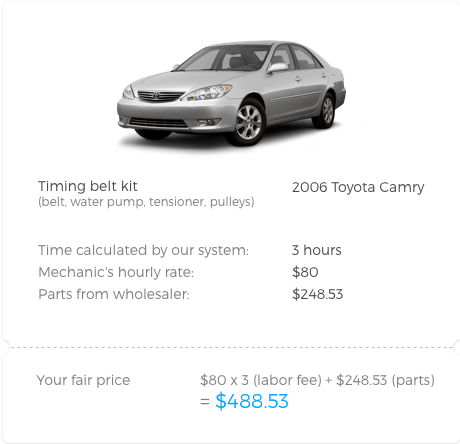 Timing belt kit
(belt, water pump, tensioner, pulleys)
2006 Toyota Camry
Time calculated by our system: 3 hours
Mechanic's hourly rate: $80
Parts from wholesaler: $248.53
Your fair price $80 x 3 (labor fee) + $248.53 (parts)
= $488.53